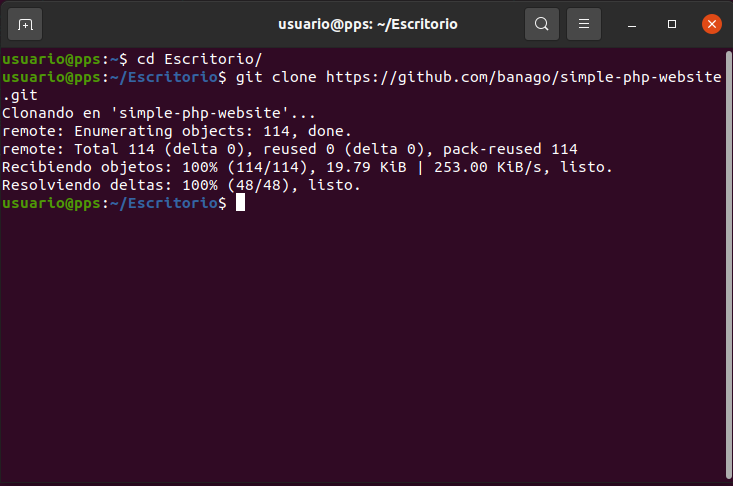 usuario@pps: ~/Escritorio
usuario@pps:~$ cd Escritorio/
usuario@pps:~/Escritorio$ git clone https://github.com/banago/simple-php-website
.git
Clonando en 'simple-php-website'...
remote: Enumerating objects: 114, done.
remote: Total 114 (delta 0), reused 0 (delta 0), pack-reused 114
Recibiendo objetos: 100% (114/114), 19.79 KiB | 253.00 KiB/s, listo.
Resolviendo deltas: 100% (48/48), listo.
usuario@pps:~/Escritorio$